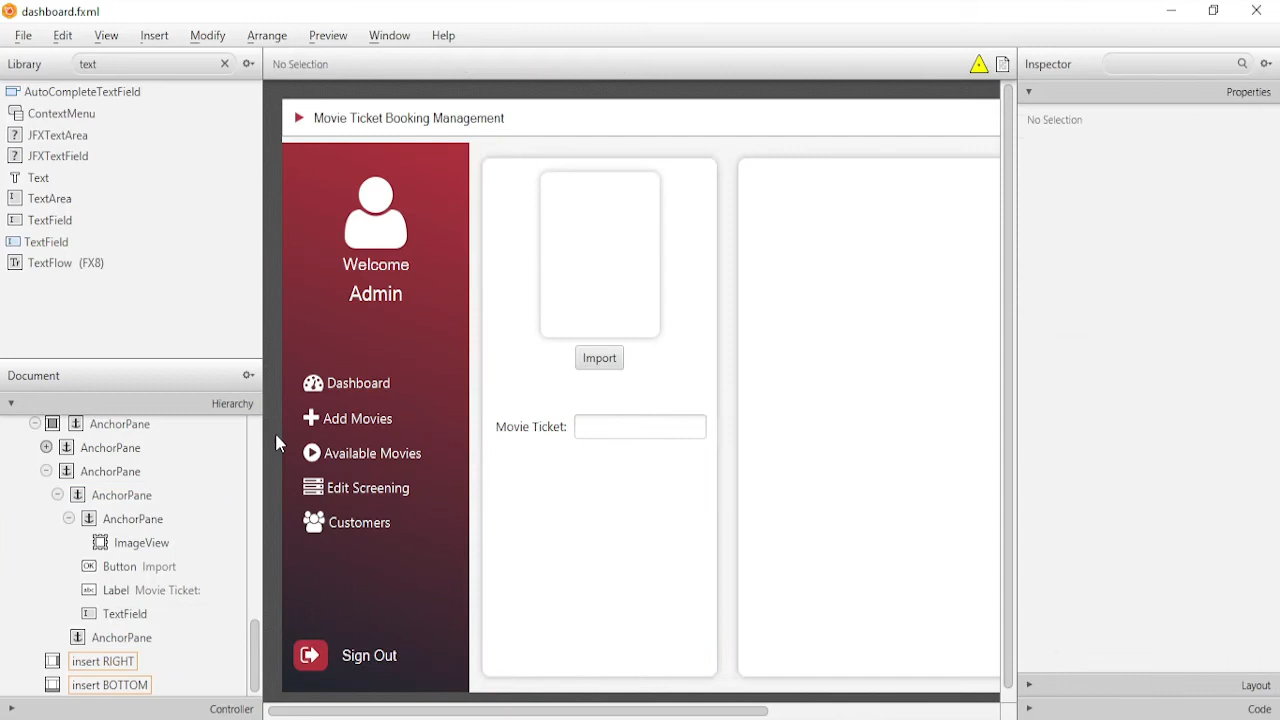 dashboard.fxml
File Edit View Insert Modify Arrange Preview Window Help
Library text No Selection Inspector
Properties
No Selection
AutoCompleteTextField
ContextMenu
? JFXTextArea
? JFXTextField
T Text
TextArea
TextField
TextField
Tr TextFlow (FX8)
Document
Hierarchy
AnchorPane
AnchorPane
AnchorPane
AnchorPane
AnchorPane
ImageView
OK Button Import
abc Label Movie Ticket:
TextField
AnchorPane
insert RIGHT
insert BOTTOM
Controller
Movie Ticket Booking Management
Welcome
Admin
Dashboard
Add Movies
Available Movies
Edit Screening
Customers
Sign Out
Import
Movie Ticket:
Layout
Code